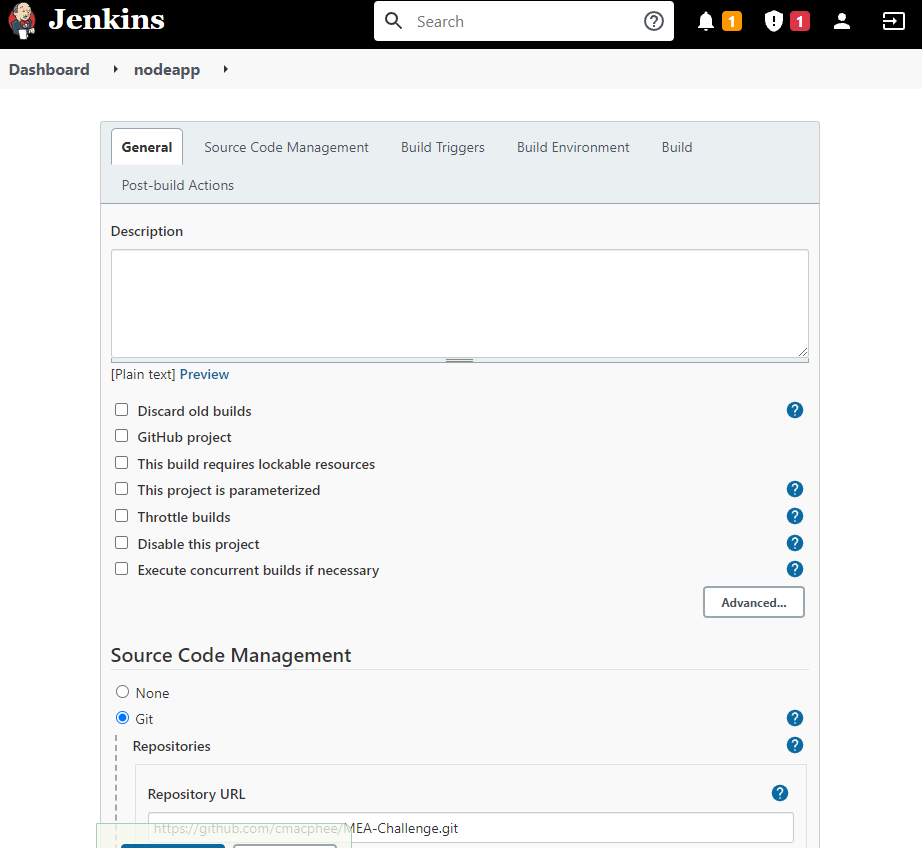 Jenkins
Search
1
1
Dashboard
nodeapp
General
Source Code Management
Build Triggers
Build Environment
Build
Post-build Actions
Description
[Plain text] Preview
Discard old builds
GitHub project
This build requires lockable resources
This project is parameterized
Throttle builds
Disable this project
Execute concurrent builds if necessary
Advanced...
Source Code Management
None
Git
Repositories
Repository URL
https://github.com/cmacphee/MEA-Challenge.git